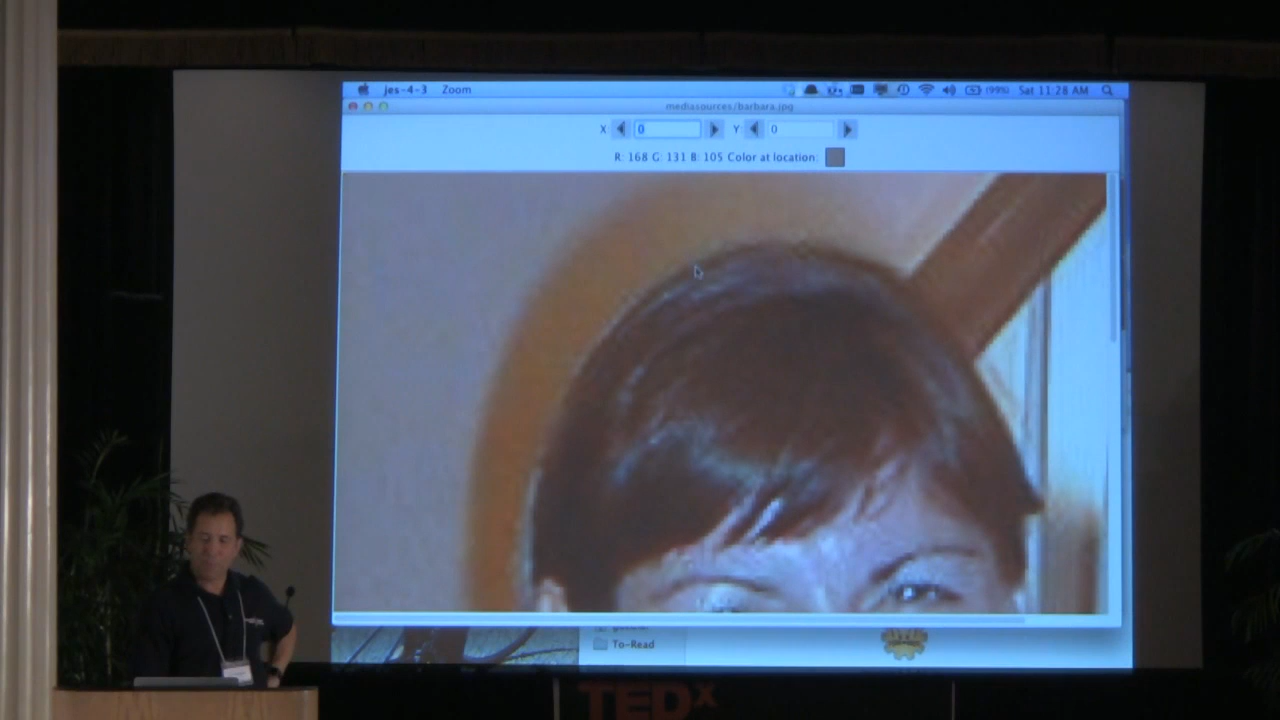 jes-4-3 Zoom (99%) Sat 11:28 AM
mediasources/barbara.jpg
X 0 Y 0
R: 168 G: 131 B: 105 Color at location:
To-Read
TEDx